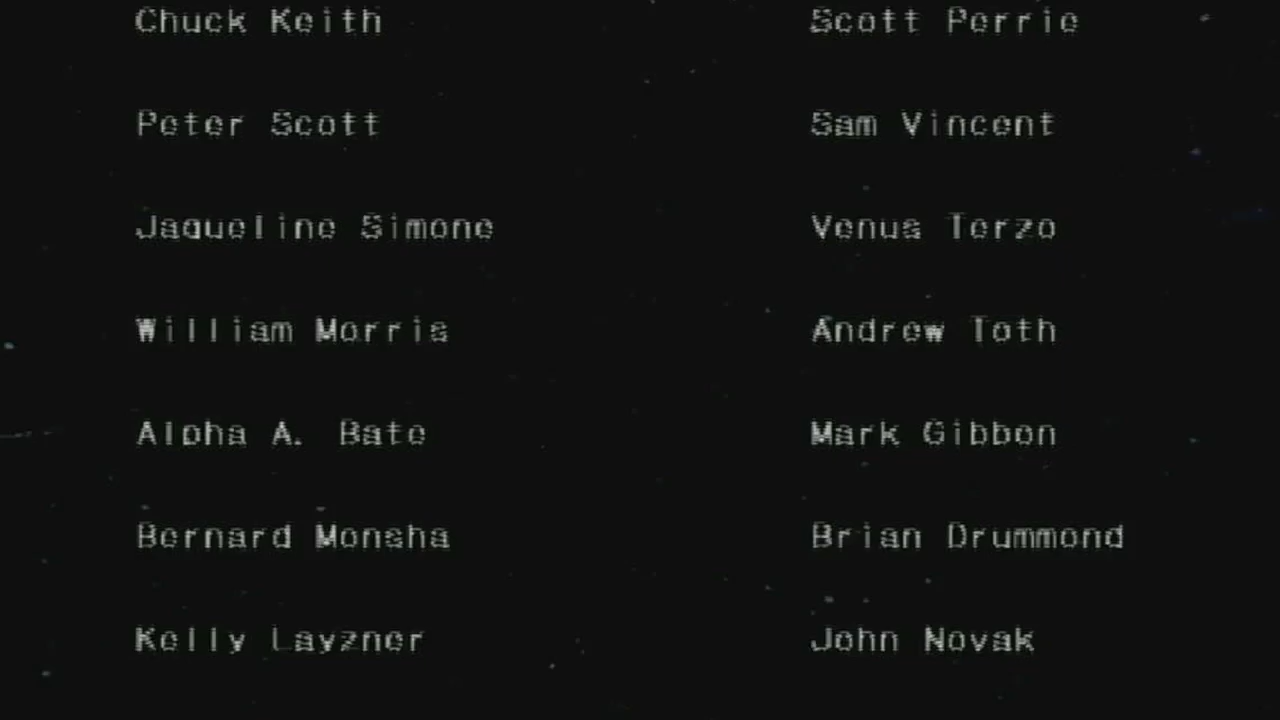 Chuck Keith Scott Perrie
Peter Scott Sam Vincent
Jaqueline Simone Venus Terzo
William Morris Andrew Toth
Alpha A. Bate Mark Gibbon
Bernard Monsha Brian Drummond
Kelly Layzner John Novak